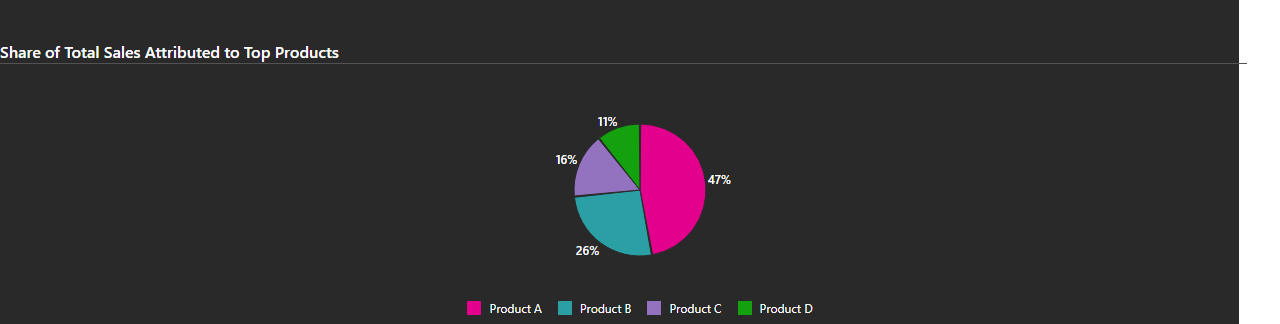 Share of Total Sales Attributed to Top Products
11%
16%
47%
26%
Product A Product B Product C Product D